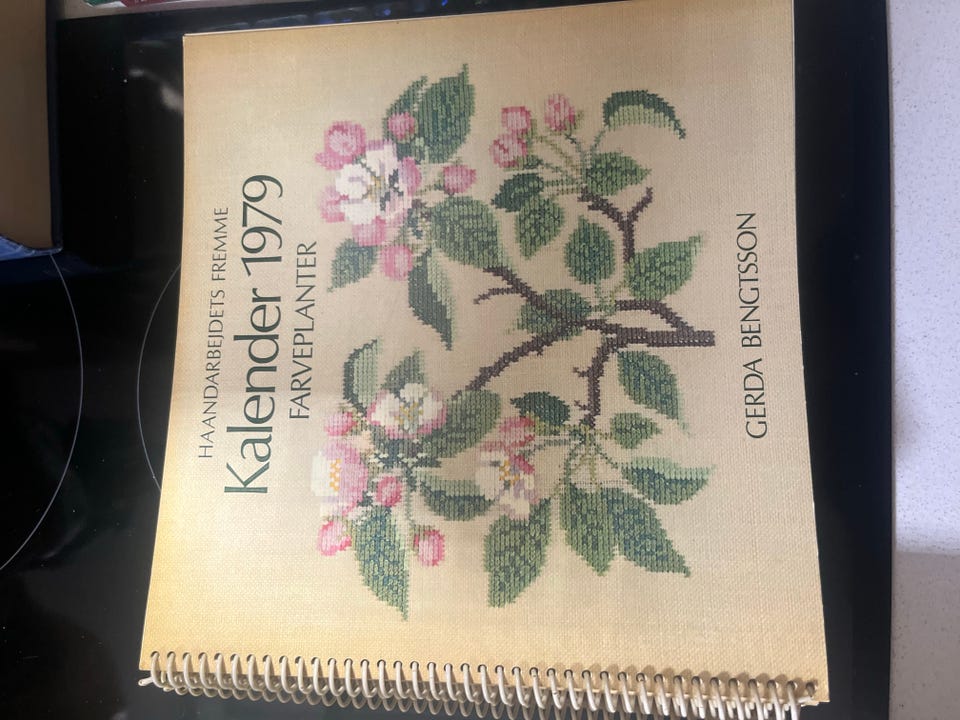 HAANDARBEJDETS FREMME
Kalender 1979
FARVEPLANTER
GERDA BENGTSSON